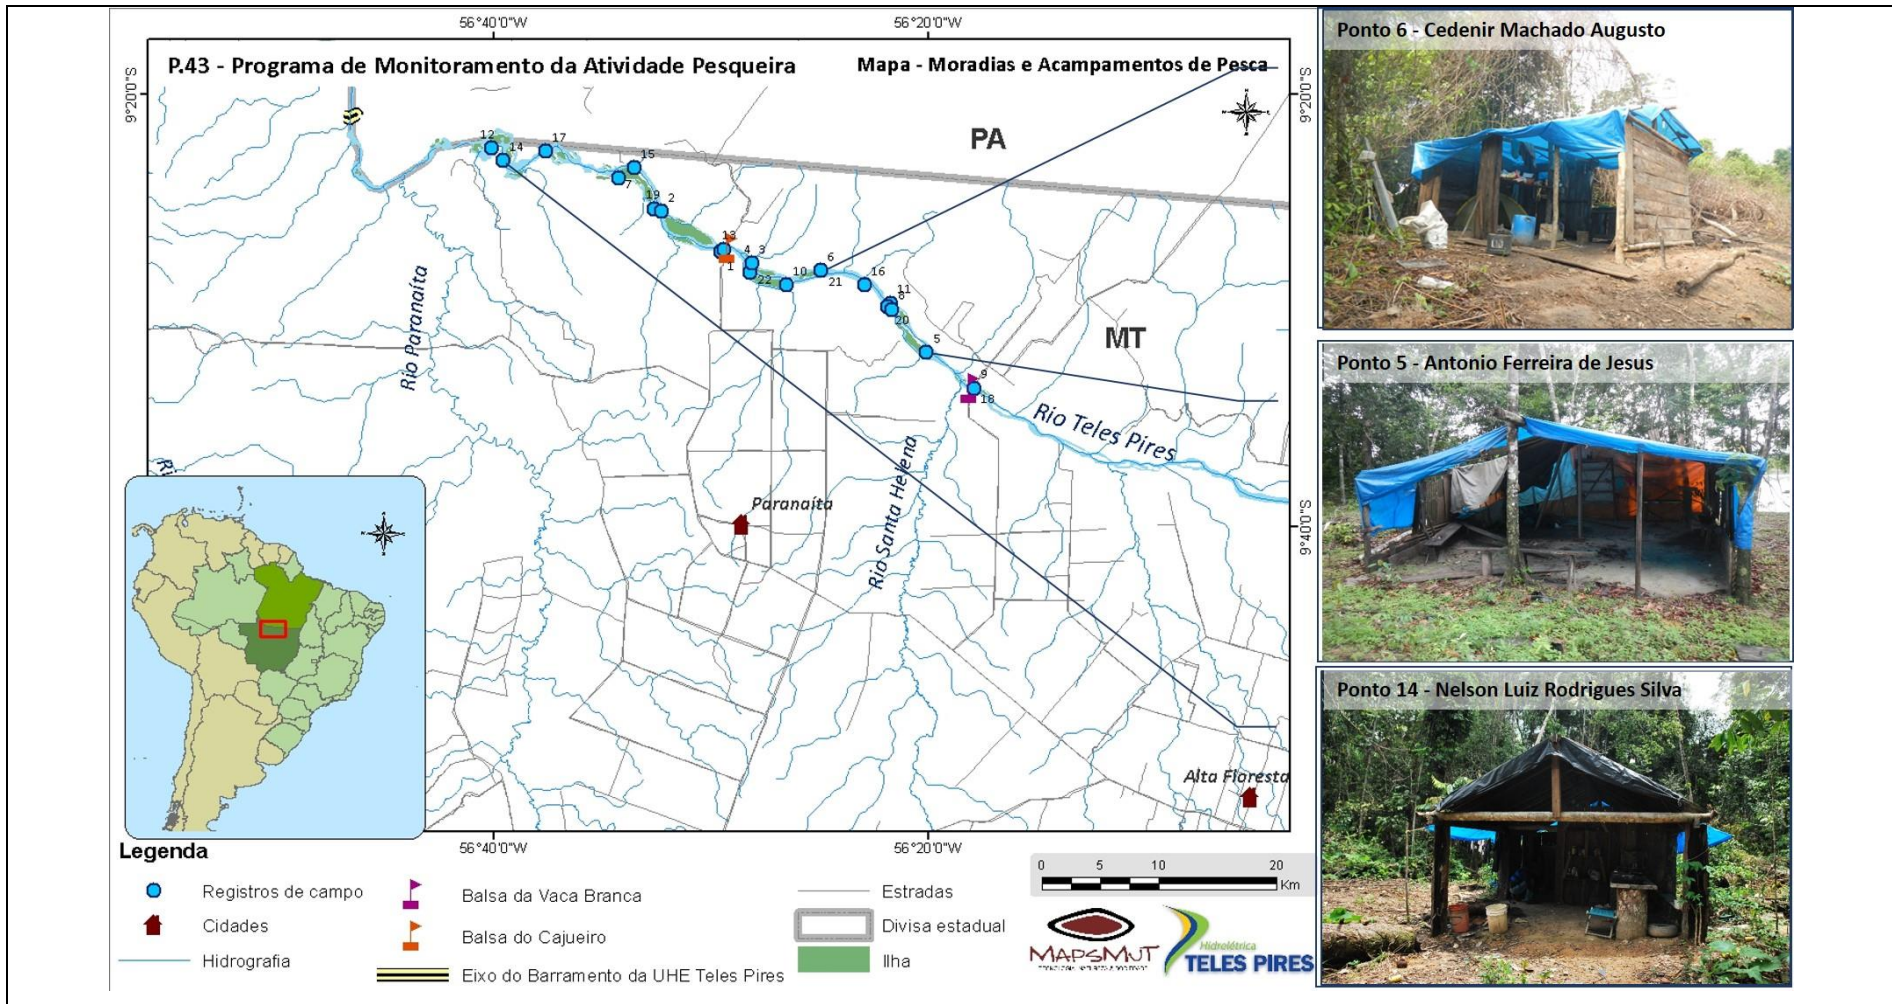 56°40'0"W
56°20'0"W
P.43 - Programa de Monitoramento da Atividade Pesqueira
Mapa - Moradias e Acampamentos de Pesca
9°20'0"S
9°20'0"S
PA
12
14
17
15
7
19
2
13
1
4
3
22
10
6
21
16
11
8
20
5
9
18
MT
Rio Paranaíta
Rio Teles Pires
Rio Santa Helena
Paranaíta
9°40'0"S
Alta Floresta
56°40'0"W
56°20'0"W
Legenda
Registros de campo
Cidades
Hidrografia
Balsa da Vaca Branca
Balsa do Cajueiro
Eixo do Barramento da UHE Teles Pires
Estradas
Divisa estadual
Ilha
0 5 10 20
Km
MAPSMUT
Hidrelétrica
TELES PIRES
Ponto 6 - Cedenir Machado Augusto
Ponto 5 - Antonio Ferreira de Jesus
Ponto 14 - Nelson Luiz Rodrigues Silva